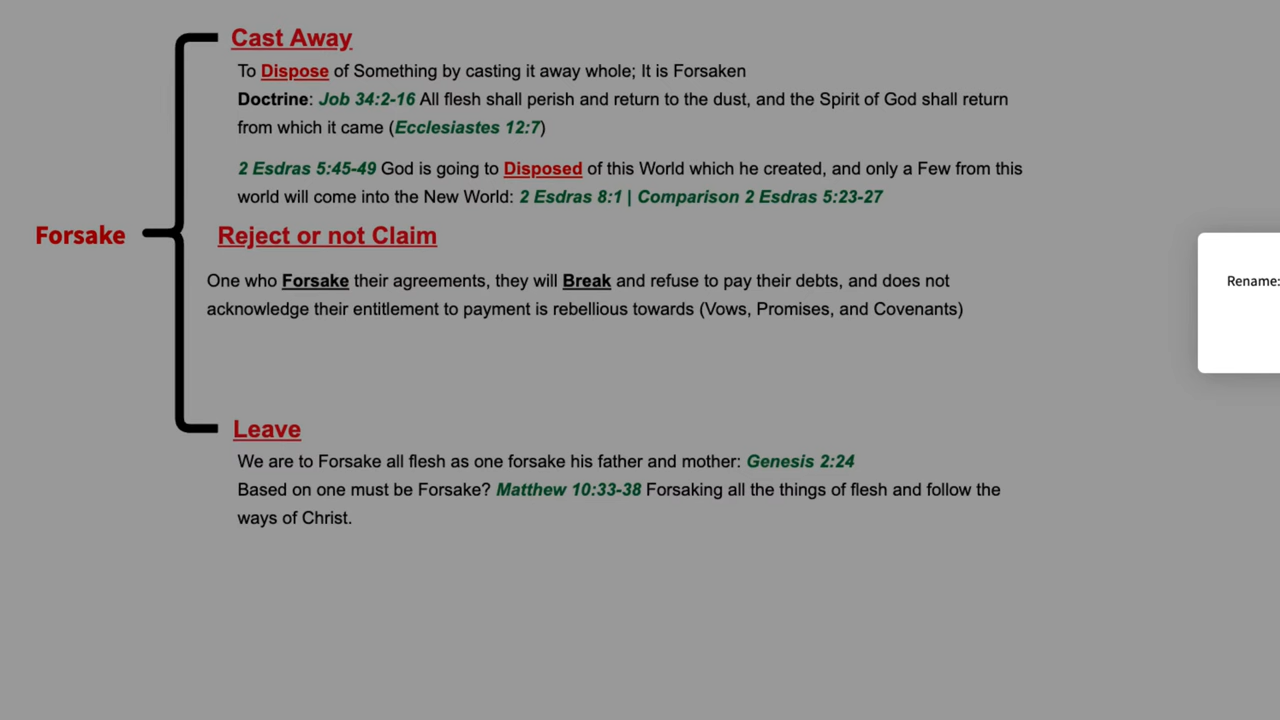 Cast Away
To Dispose of Something by casting it away whole; It is Forsaken
Doctrine: Job 34:2-16 All flesh shall perish and return to the dust, and the Spirit of God shall return
from which it came (Ecclesiastes 12:7)
2 Esdras 5:45-49 God is going to Disposed of this World which he created, and only a Few from this
world will come into the New World: 2 Esdras 8:1 | Comparison 2 Esdras 5:23-27
Forsake
Reject or not Claim
One who Forsake their agreements, they will Break and refuse to pay their debts, and does not
acknowledge their entitlement to payment is rebellious towards (Vows, Promises, and Covenants)
Rename:
Leave
We are to Forsake all flesh as one forsake his father and mother: Genesis 2:24
Based on one must be Forsake? Matthew 10:33-38 Forsaking all the things of flesh and follow the
ways of Christ.